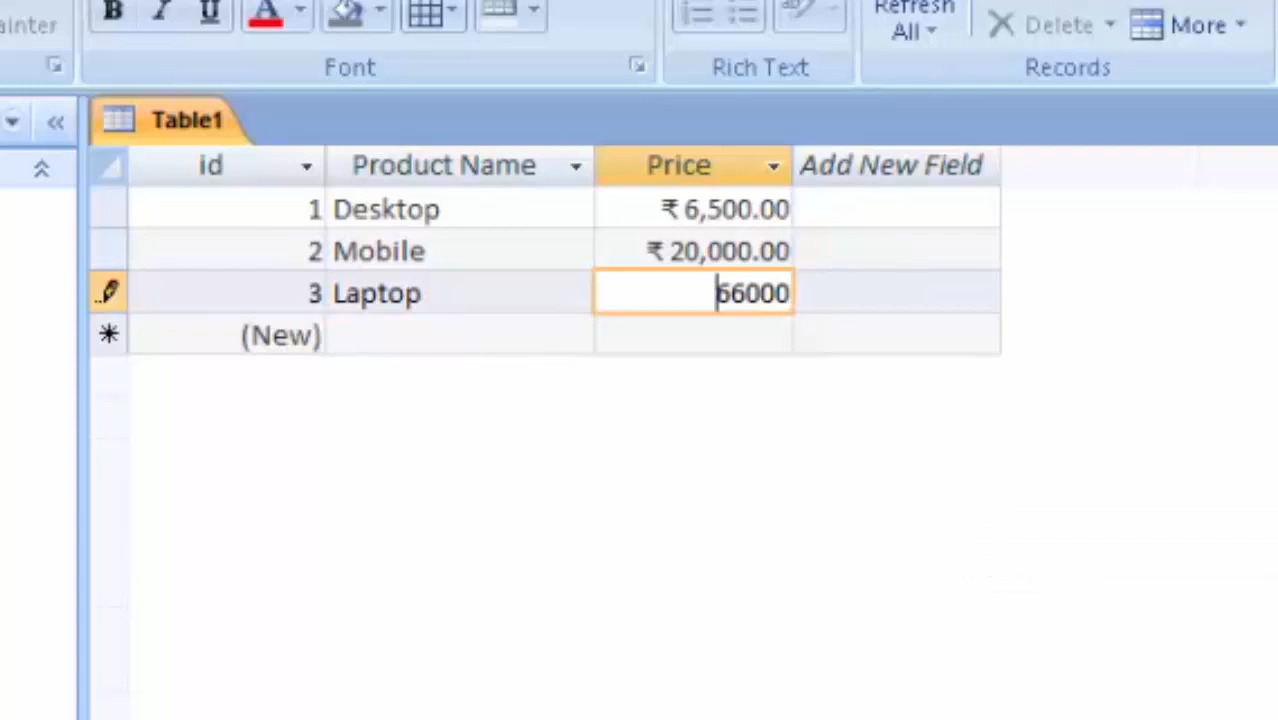 ainter
B I U A
Refresh
All
Delete
More
Font
Rich Text
Records
Table1
id Product Name Price Add New Field
1 Desktop ₹ 6,500.00
2 Mobile ₹ 20,000.00
3 Laptop 66000
(New)